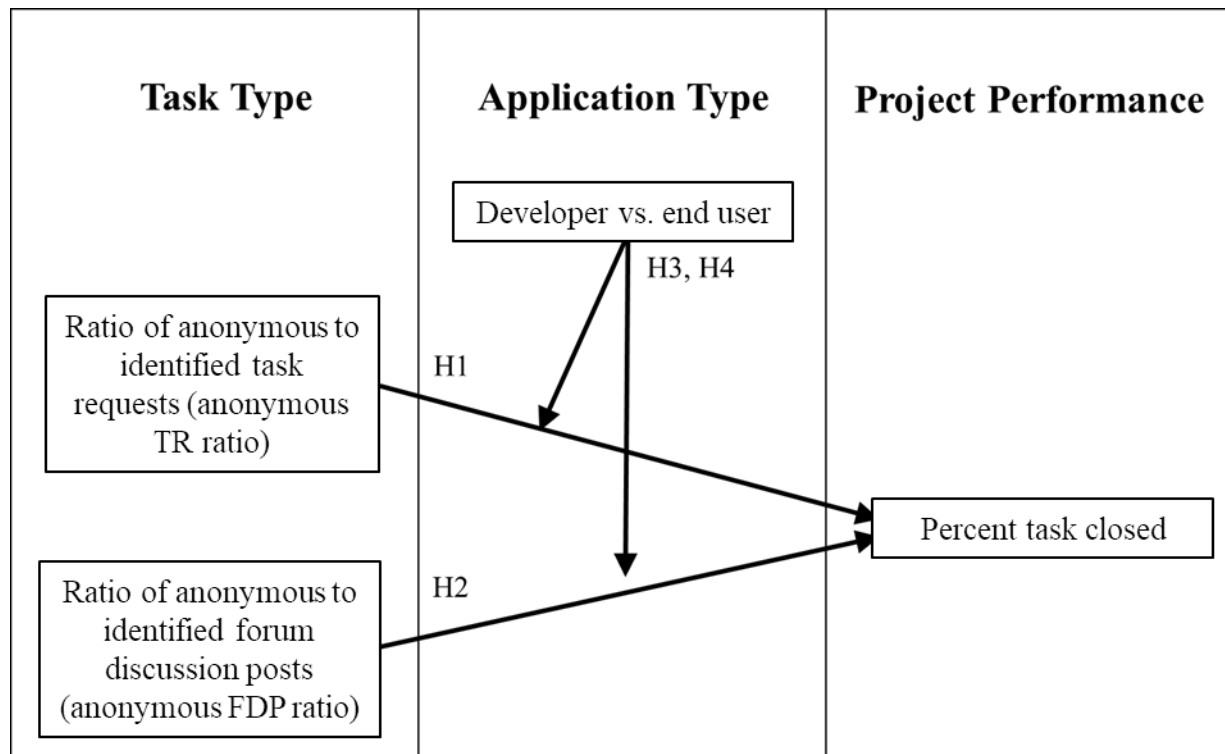 Task Type
Application Type
Project Performance
Developer vs. end user
H3, H4
Ratio of anonymous to
identified task
requests (anonymous
TR ratio)
H1
Percent task closed
Ratio of anonymous to
identified forum
discussion posts
(anonymous FDP ratio)
H2